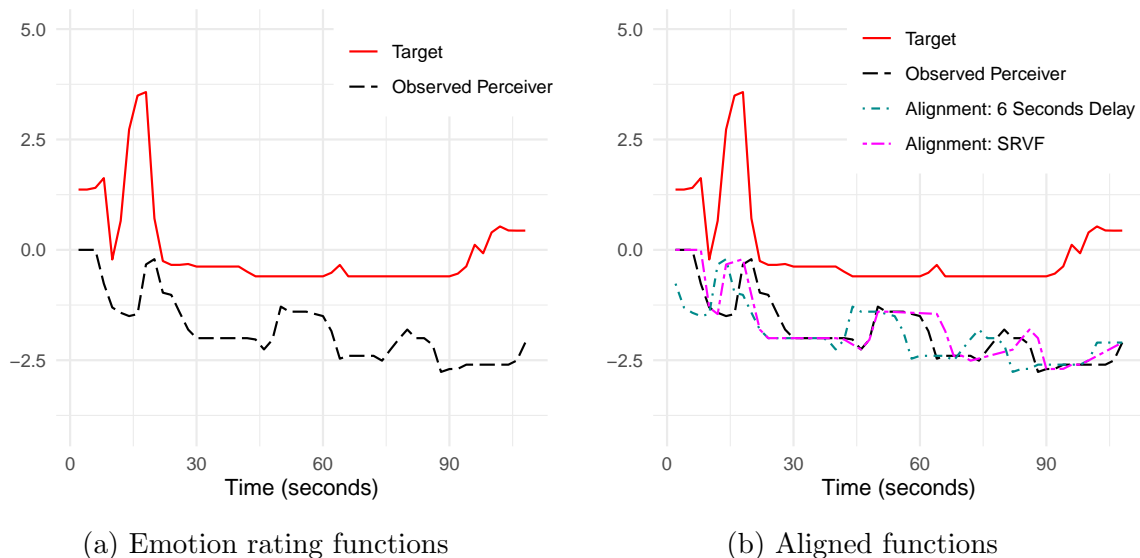 5.0
2.5
0.0
−2.5
Target
Observed Perceiver
0
30
60
90
Time (seconds)
(a) Emotion rating functions
5.0
2.5
0.0
−2.5
Target
Observed Perceiver
Alignment: 6 Seconds Delay
Alignment: SRVF
0
30
60
90
Time (seconds)
(b) Aligned functions